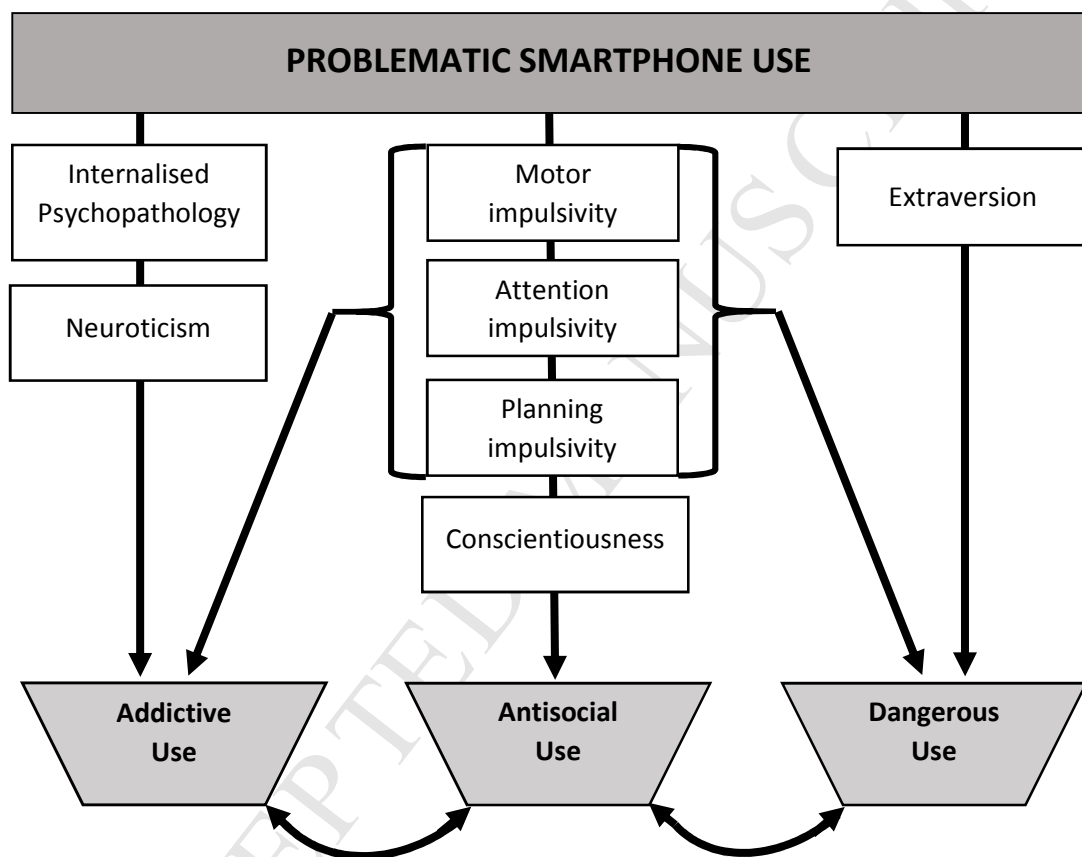 PROBLEMATIC SMARTPHONE USE
Internalised
Psychopathology
Neuroticism
Motor
impulsivity
Attention
impulsivity
Planning
impulsivity
Conscientiousness
Extraversion
Addictive
Use
Antisocial
Use
Dangerous
Use